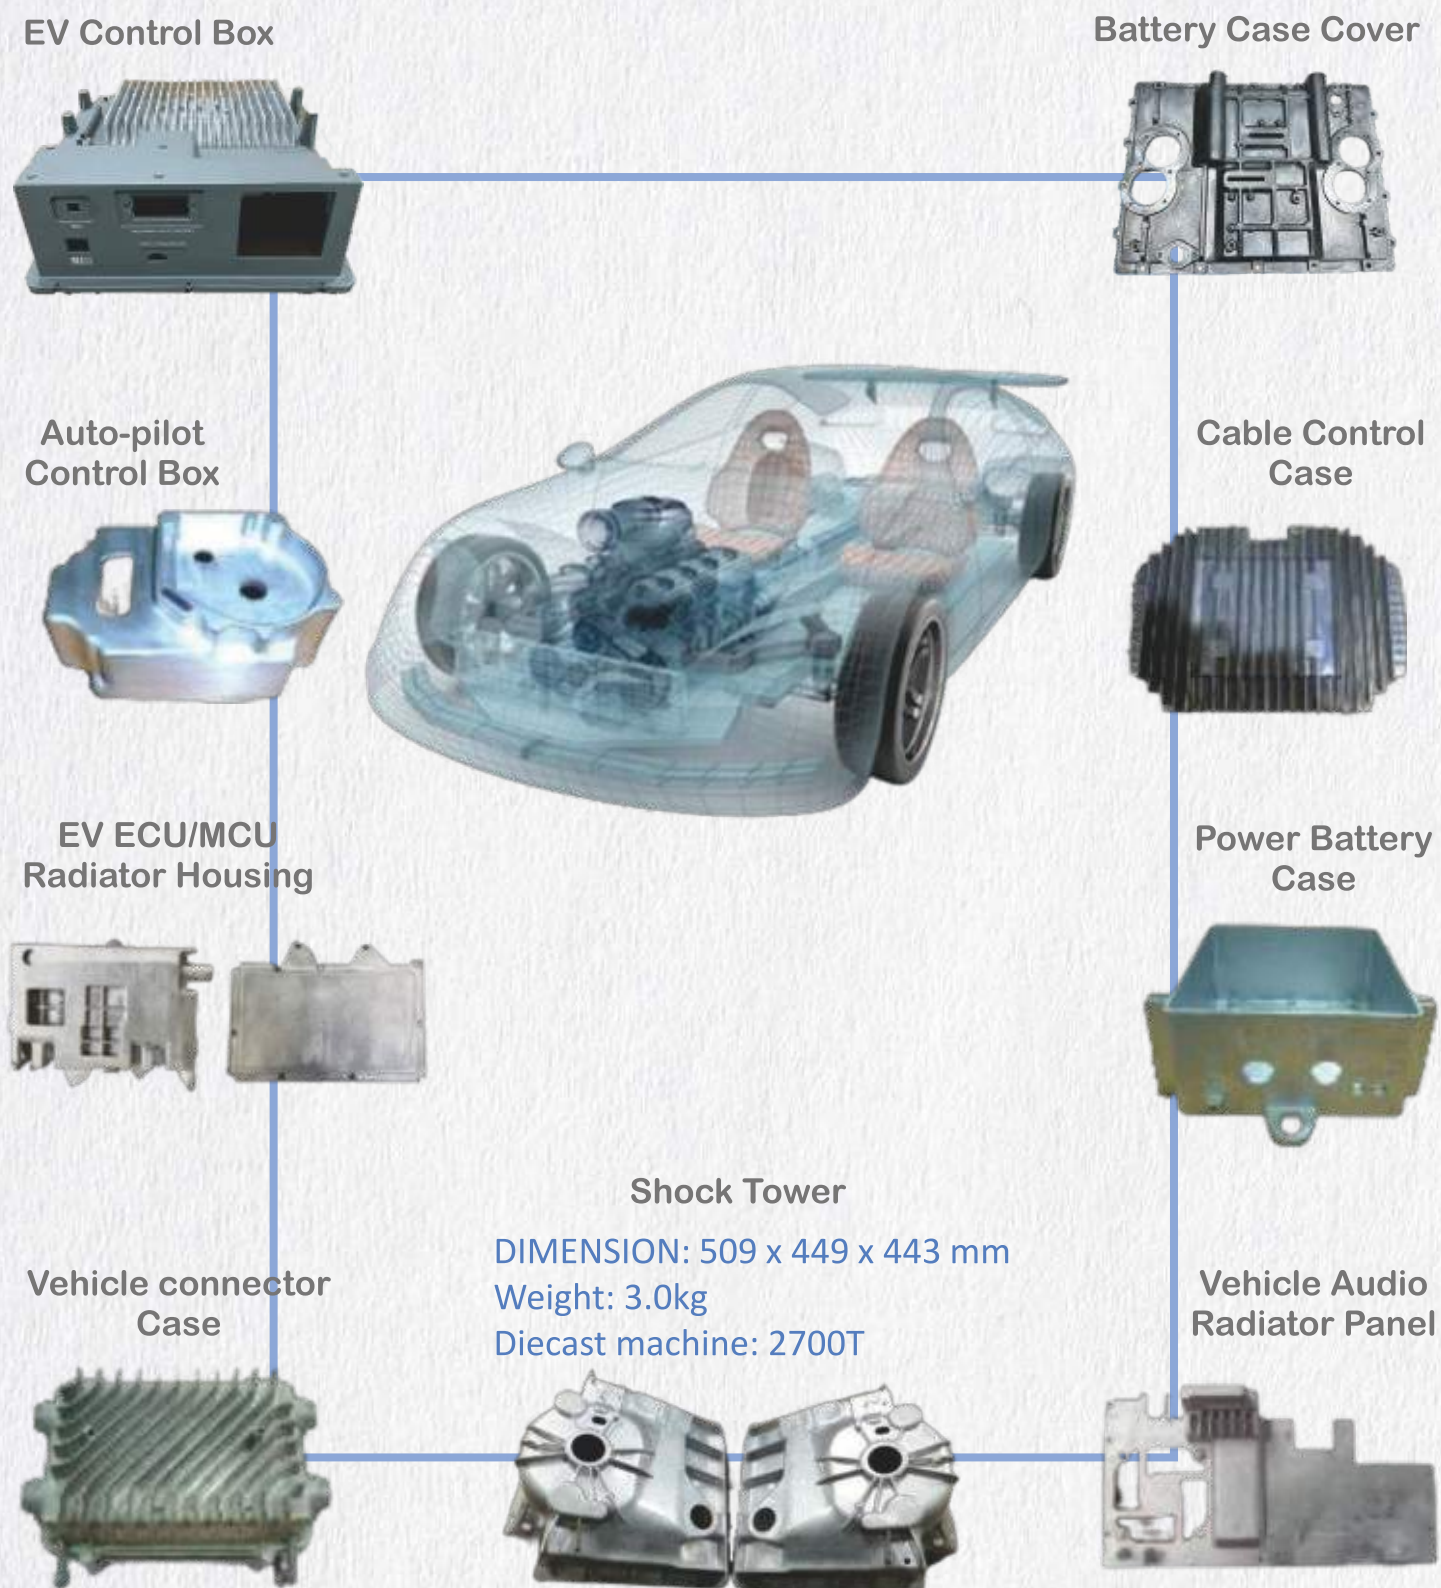 EV Control Box
Battery Case Cover
Auto-pilot
Control Box
Cable Control
Case
EV ECU/MCU
Radiator Housing
Power Battery
Case
Shock Tower
DIMENSION: 509 x 449 x 443 mm
Weight: 3.0kg
Diecast machine: 2700T
Vehicle connector
Case
Vehicle Audio
Radiator Panel